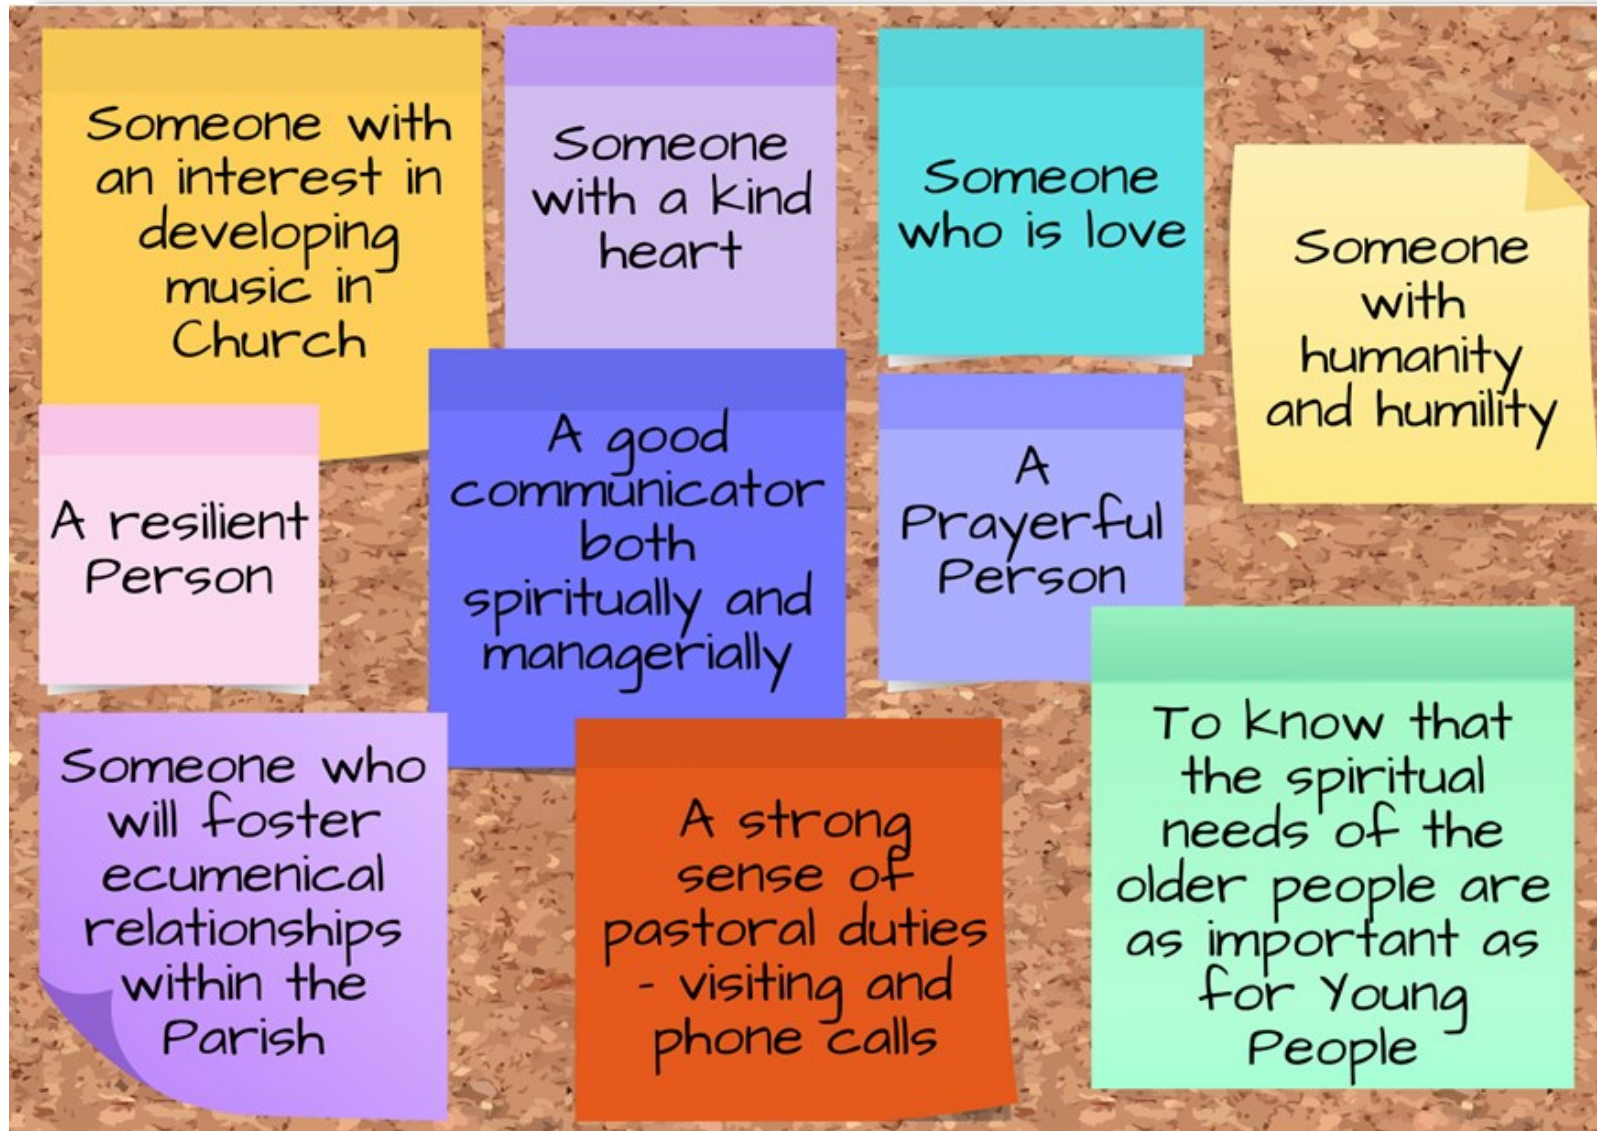 Someone with
an interest in
developing
music in
Church
Someone
with a kind
heart
Someone
who is love
Someone
with
humanity
and humility
A resilient
Person
A good
communicator
both
spiritually and
managerially
A
Prayerful
Person
Someone who
will foster
ecumenical
relationships
within the
Parish
A strong
sense of
pastoral duties
- visiting and
phone calls
To know that
the spiritual
needs of the
older people are
as important as
for Young
People